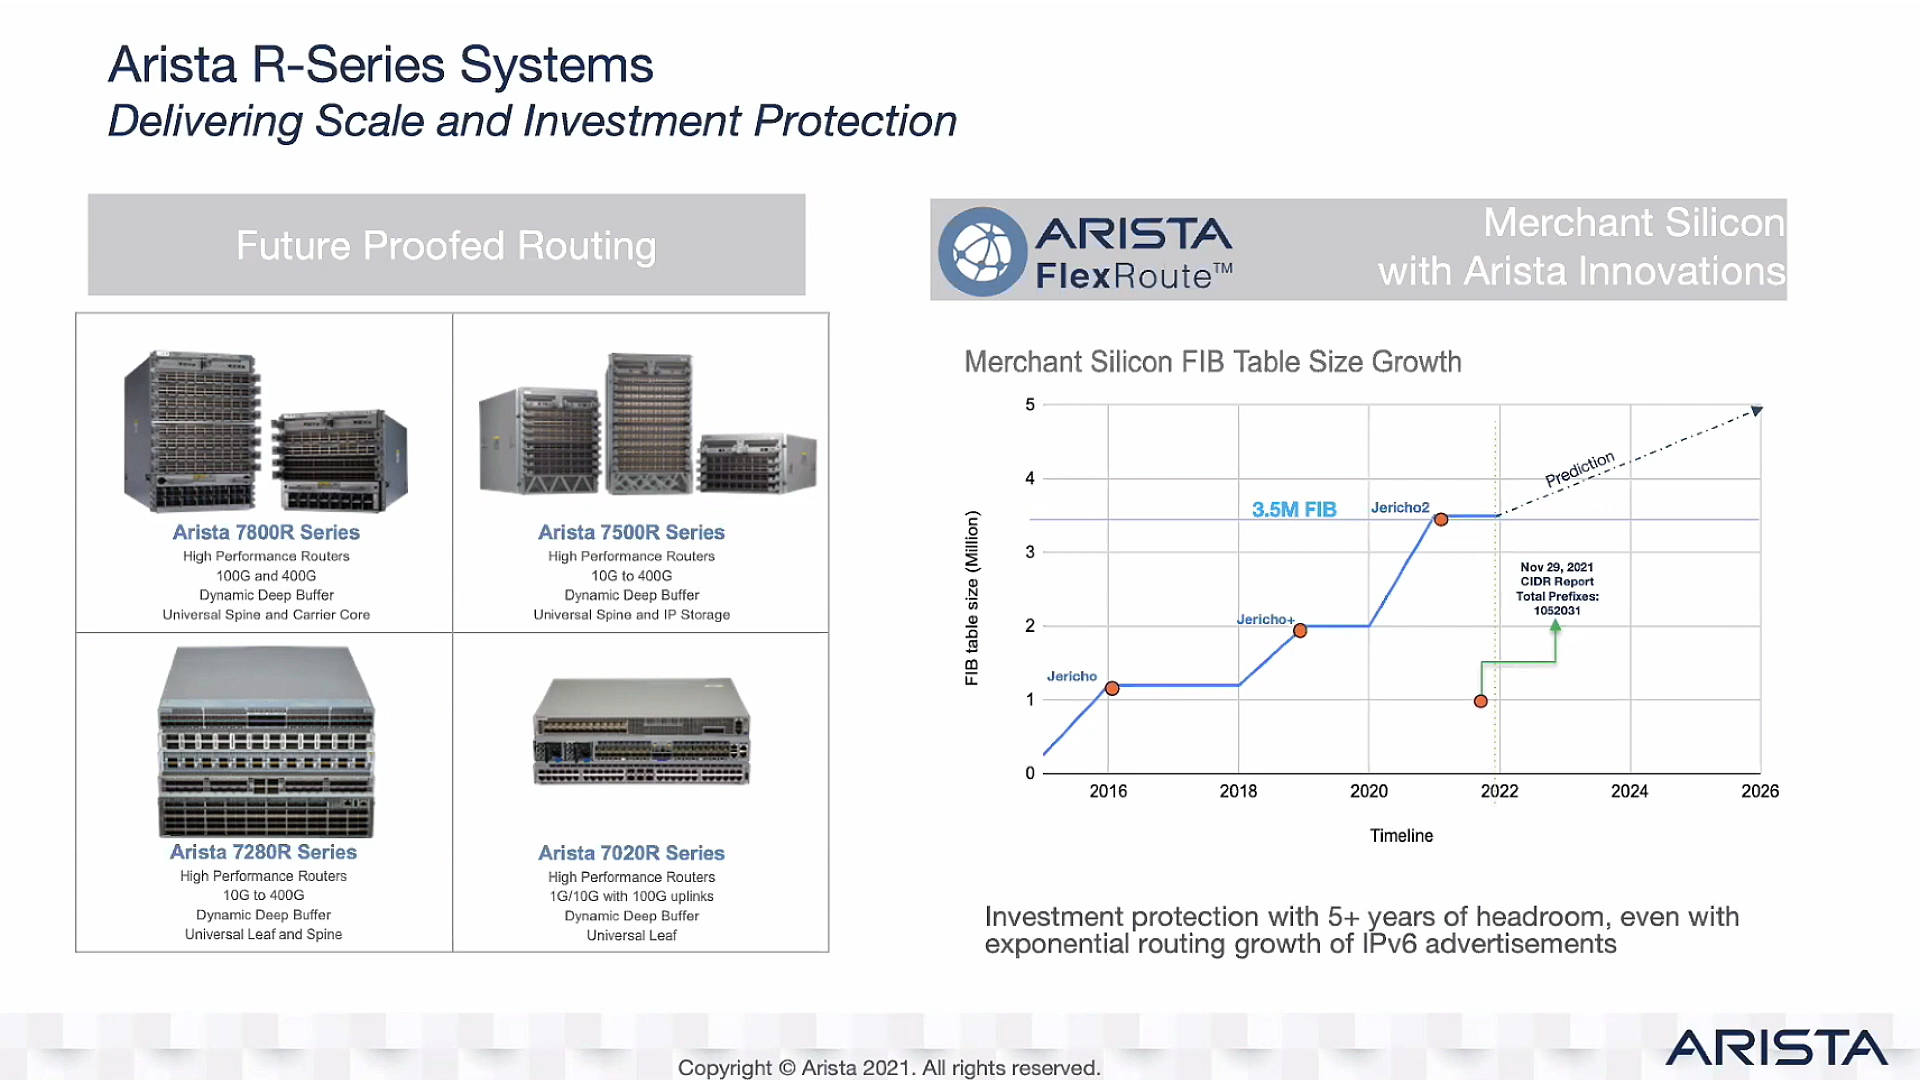 Arista R-Series Systems
Delivering Scale and Investment Protection
Future Proofed Routing
Arista 7800R Series
High Performance Routers
100G and 400G
Dynamic Deep Buffer
Universal Spine and Carrier Core
Arista 7500R Series
High Performance Routers
10G to 400G
Dynamic Deep Buffer
Universal Spine and IP Storage
Arista 7280R Series
High Performance Routers
10G to 400G
Dynamic Deep Buffer
Universal Leaf and Spine
Arista 7020R Series
High Performance Routers
1G/10G with 100G uplinks
Dynamic Deep Buffer
Universal Leaf
ARISTA
FlexRoute™
Merchant Silicon
with Arista Innovations
Merchant Silicon FIB Table Size Growth
FIB table size (Million)
5
4
3
2
1
0
Prediction
3.5M FIB
Jericho2
Jericho+
Jericho
Nov 29, 2021
CIDR Report
Total Prefixes:
1052031
2016 2018 2020 2022 2024 2026
Timeline
Investment protection with 5+ years of headroom, even with
exponential routing growth of IPv6 advertisements
Copyright © Arista 2021. All rights reserved.
ARISTA